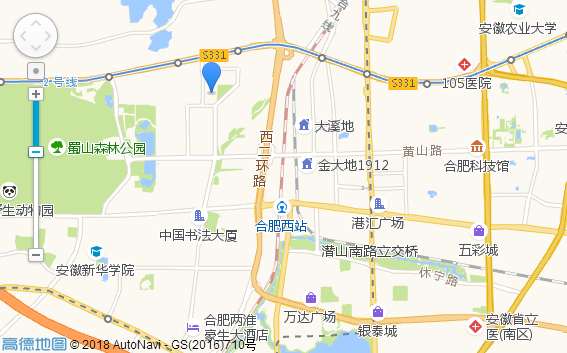 合九线
安徽农业大学
S331
2号线
S331
105医院
大溪地
蜀山森林公园
西二环路
黄山路
金大地1912
合肥科技馆
生动物园
合肥西站
港汇广场
中国书法大厦
五彩城
潜山南路立交桥
安徽新华学院
休宁路
万达广场
安徽省立
医(南区)
合肥两淮
豪生大酒店
银泰城
高德地图 © 2018 AutoNavi - GS(2016)710号